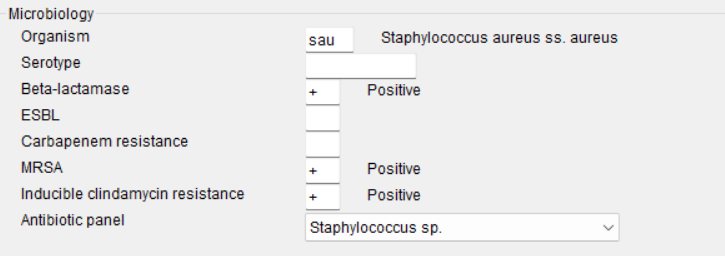 Microbiology
Organism sau Staphylococcus aureus ss. aureus
Serotype
Beta-lactamase + Positive
ESBL
Carbapenem resistance
MRSA + Positive
Inducible clindamycin resistance + Positive
Antibiotic panel Staphylococcus sp.